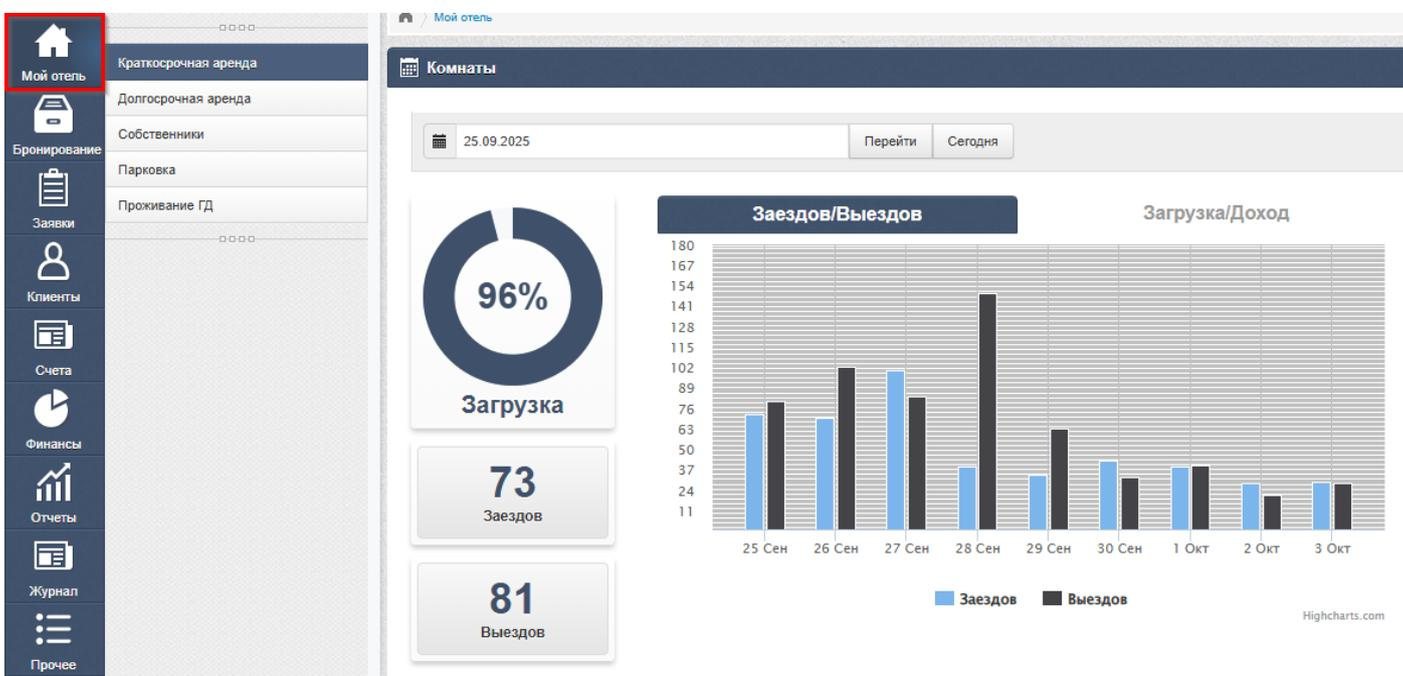 Мой отель
Бронирование
Заявки
Клиенты
Счета
Финансы
Отчеты
Журнал
Прочее
Краткосрочная аренда
Долгосрочная аренда
Собственники
Парковка
Проживание ГД
Мой отель
Комнаты
25.09.2025 Перейти Сегодня
96%
Загрузка
73
Заездов
81
Выездов
Заездов/Выездов Загрузка/Доход
180
167
154
141
128
115
102
89
76
63
50
37
24
11
25 Сен 26 Сен 27 Сен 28 Сен 29 Сен 30 Сен 1 Окт 2 Окт 3 Окт
Заездов Выездов
Highcharts.com